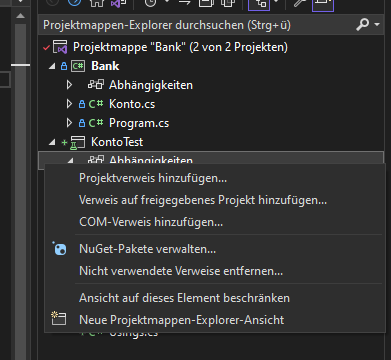 Projektmappen-Explorer durchsuchen (Strg+ü)
Projektmappe "Bank" (2 von 2 Projekten)
C# Bank
Abhängigkeiten
C# Konto.cs
C# Program.cs
KontoTest
Abhängigkeiten
Projektverweis hinzufügen...
Verweis auf freigegebenes Projekt hinzufügen...
COM-Verweis hinzufügen...
NuGet-Pakete verwalten...
Nicht verwendete Verweise entfernen...
Ansicht auf dieses Element beschränken
Neue Projektmappen-Explorer-Ansicht
Usings.cs